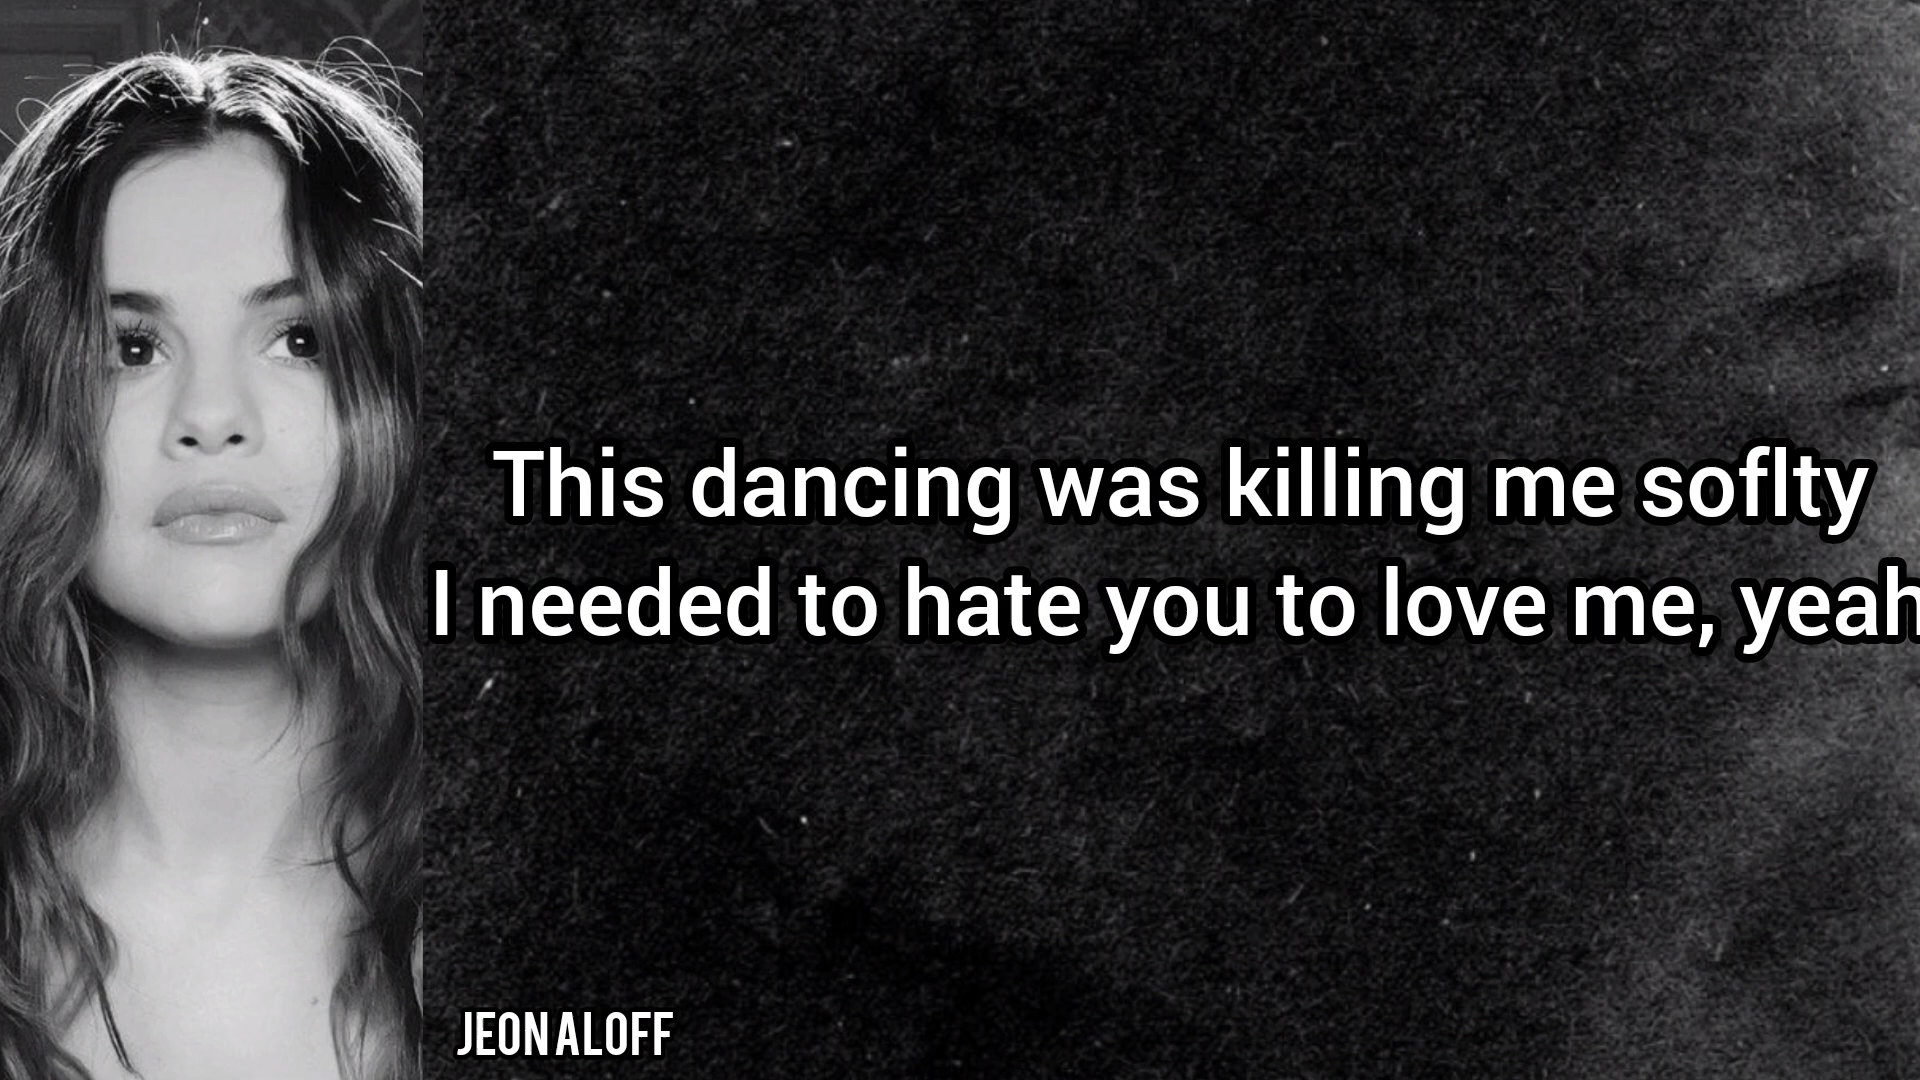 This dancing was killing me soflty
I needed to hate you to love me, yeah
JEON ALOFF